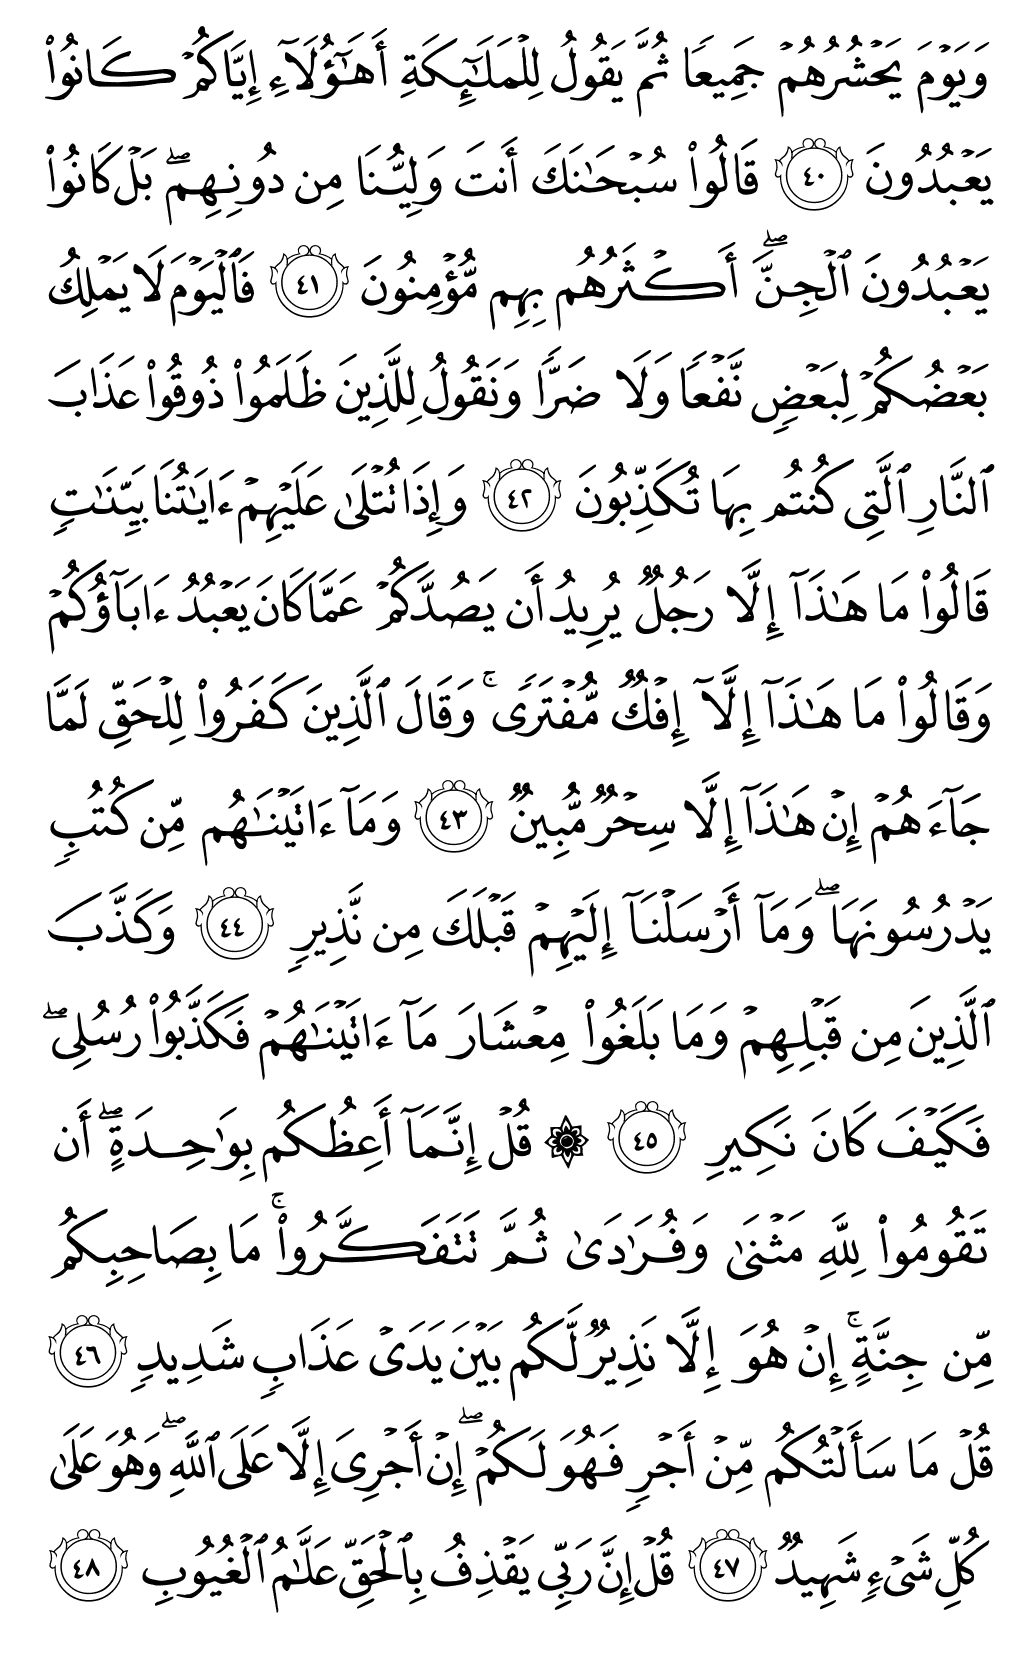 وَيَوْمَ يَحْشُرُهُمْ جَمِيعًا ثُمَّ يَقُولُ لِلْمَلَٰٓئِكَةِ أَهَٰٓؤُلَآءِ إِيَّاكُمْ كَانُوا۟
يَعْبُدُونَ ٤٠ قَالُوا۟ سُبْحَٰنَكَ أَنتَ وَلِيُّنَا مِن دُونِهِم ۖ بَلْ كَانُوا۟
يَعْبُدُونَ ٱلْجِنَّ ۖ أَكْثَرُهُم بِهِم مُّؤْمِنُونَ ٤١ فَٱلْيَوْمَ لَا يَمْلِكُ
بَعْضُكُمْ لِبَعْضٍ نَّفْعًا وَلَا ضَرًّا وَنَقُولُ لِلَّذِينَ ظَلَمُوا۟ ذُوقُوا۟ عَذَابَ
ٱلنَّارِ ٱلَّتِى كُنتُم بِهَا تُكَذِّبُونَ ٤٢ وَإِذَا تُتْلَىٰ عَلَيْهِمْ ءَايَٰتُنَا بَيِّنَٰتٍ
قَالُوا۟ مَا هَٰذَآ إِلَّا رَجُلٌ يُرِيدُ أَن يَصُدَّكُمْ عَمَّا كَانَ يَعْبُدُ ءَابَآؤُكُمْ
وَقَالُوا۟ مَا هَٰذَآ إِلَّآ إِفْكٌ مُّفْتَرًى ۚ وَقَالَ ٱلَّذِينَ كَفَرُوا۟ لِلْحَقِّ لَمَّا
جَآءَهُمْ إِنْ هَٰذَآ إِلَّا سِحْرٌ مُّبِينٌ ٤٣ وَمَآ ءَاتَيْنَٰهُم مِّن كُتُبٍ
يَدْرُسُونَهَا ۖ وَمَآ أَرْسَلْنَآ إِلَيْهِمْ قَبْلَكَ مِن نَّذِيرٍ ٤٤ وَكَذَّبَ
ٱلَّذِينَ مِن قَبْلِهِمْ وَمَا بَلَغُوا۟ مِعْشَارَ مَآ ءَاتَيْنَٰهُمْ فَكَذَّبُوا۟ رُسُلِى ۖ
فَكَيْفَ كَانَ نَكِيرِ ٤٥ ۞ قُلْ إِنَّمَآ أَعِظُكُم بِوَٰحِدَةٍ ۖ أَن
تَقُومُوا۟ لِلَّهِ مَثْنَىٰ وَفُرَٰدَىٰ ثُمَّ تَتَفَكَّرُوا۟ ۚ مَا بِصَاحِبِكُم
مِّن جِنَّةٍ ۚ إِنْ هُوَ إِلَّا نَذِيرٌ لَّكُم بَيْنَ يَدَىْ عَذَابٍ شَدِيدٍ ٤٦
قُلْ مَا سَأَلْتُكُم مِّنْ أَجْرٍ فَهُوَ لَكُمْ ۖ إِنْ أَجْرِىَ إِلَّا عَلَى ٱللَّهِ ۖ وَهُوَ عَلَىٰ
كُلِّ شَىْءٍ شَهِيدٌ ٤٧ قُلْ إِنَّ رَبِّى يَقْذِفُ بِٱلْحَقِّ عَلَّٰمُ ٱلْغُيُوبِ ٤٨